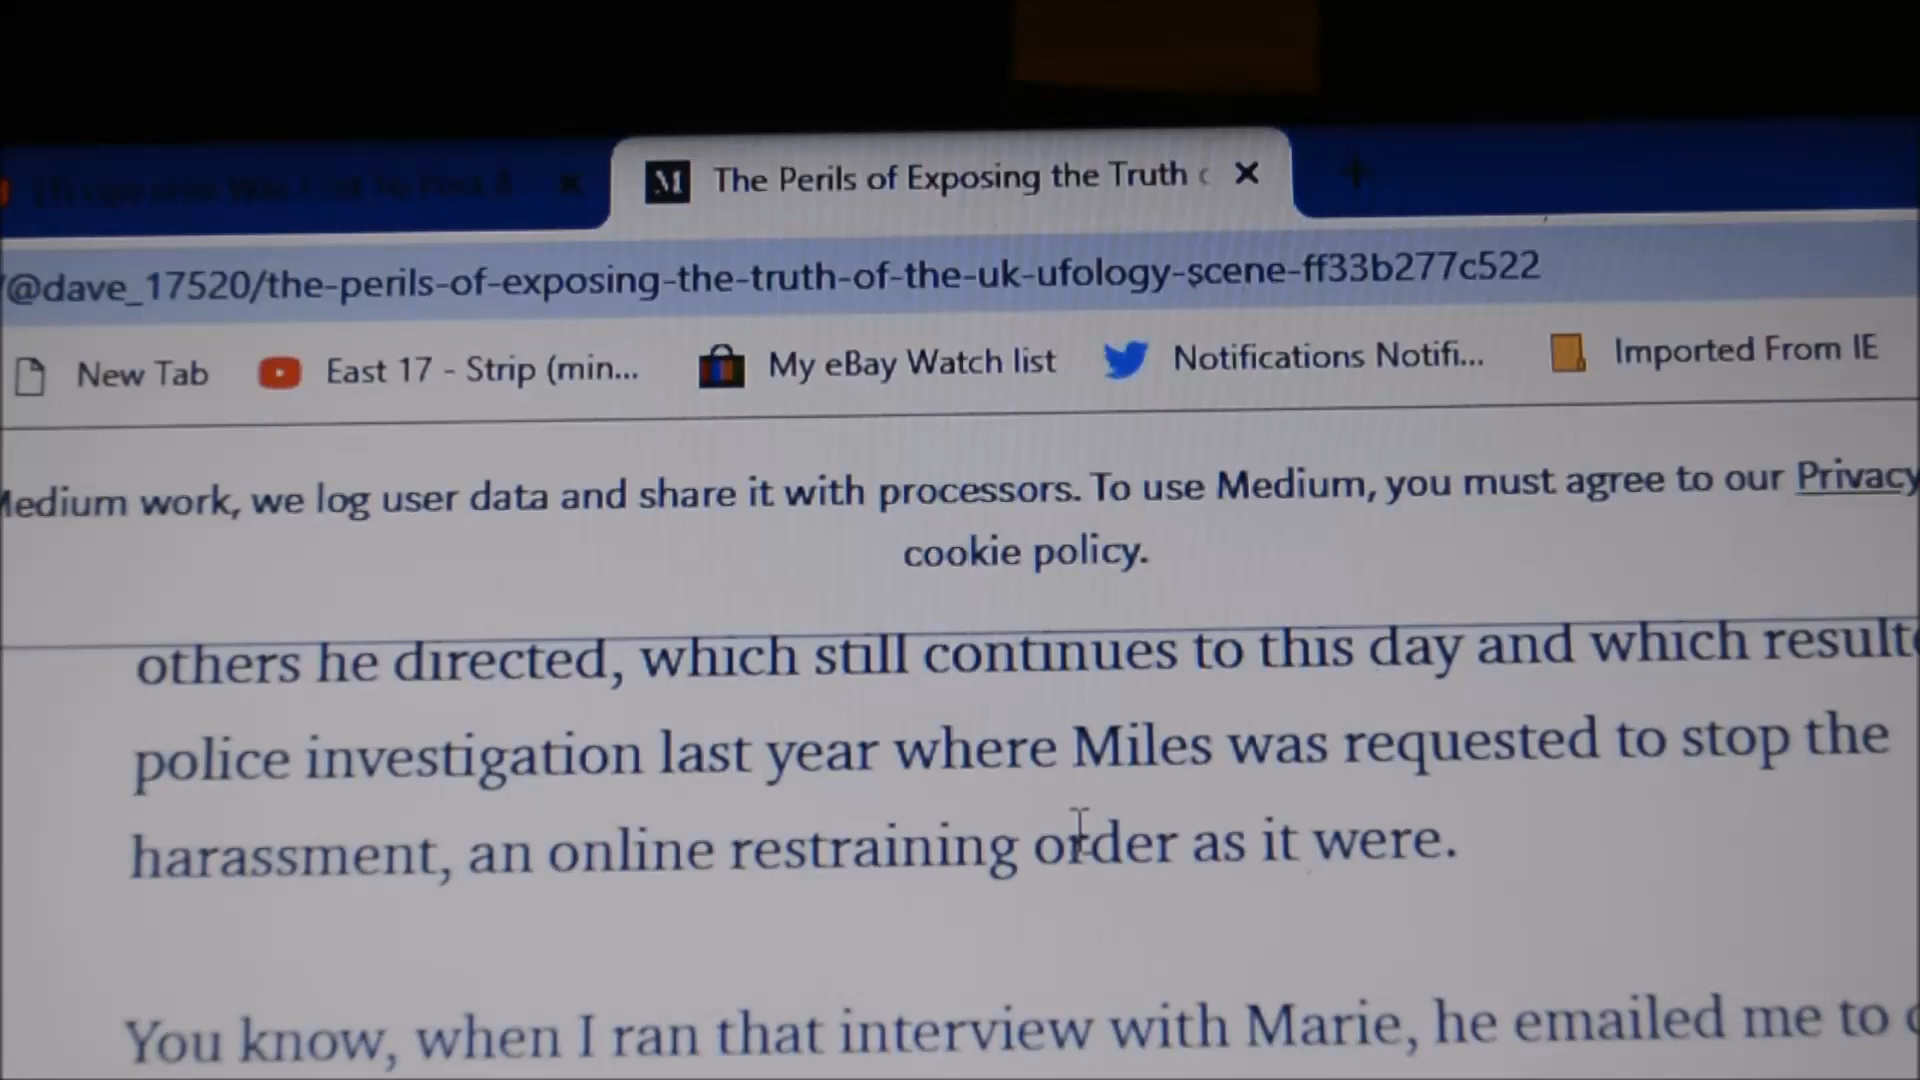 The Perils of Exposing the Truth
@dave_17520/the-perils-of-exposing-the-truth-of-the-uk-ufology-scene-ff33b277c522
New Tab East 17 - Strip (min... My eBay Watch list Notifications Notifi... Imported From IE
Medium work, we log user data and share it with processors. To use Medium, you must agree to our Privacy
cookie policy.
others he directed, which still continues to this day and which
police investigation last year where Miles was requested to stop the
harassment, an online restraining order as it were.
You know, when I ran that interview with Marie, he emailed me to